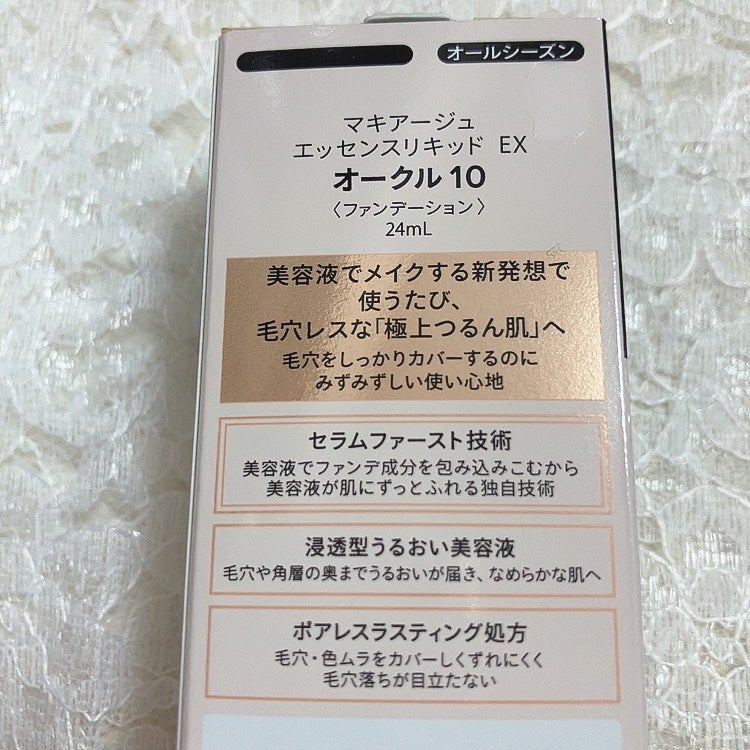 オールシーズン
マキアージュ
エッセンスリキッド EX
オークル 10
〈ファンデーション〉
24mL
美容液でメイクする新発想で
使うたび、
毛穴レスな「極上つるん肌」へ
毛穴をしっかりカバーするのに
みずみずしい使い心地
セラムファースト技術
美容液でファンデ成分を包み込みこむから
美容液が肌にずっとふれる独自技術
浸透型うるおい美容液
毛穴や角層の奥までうるおいが届き、なめらかな肌へ
ポアレスラスティング処方
毛穴・色ムラをカバーしくずれにくく
毛穴落ちが目立たない